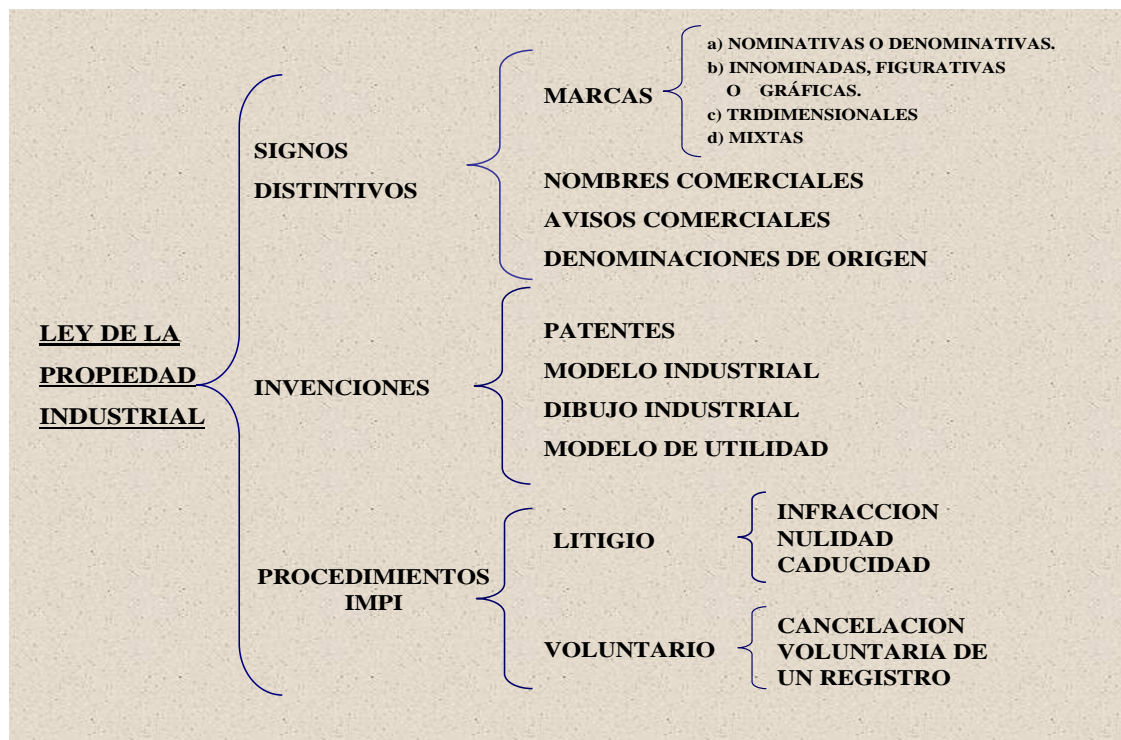 LEY DE LA
PROPIEDAD
INDUSTRIAL
SIGNOS
DISTINTIVOS
MARCAS
a) NOMINATIVAS O DENOMINATIVAS.
b) INNOMINADAS, FIGURATIVAS
O GRÁFICAS.
c) TRIDIMENSIONALES
d) MIXTAS
NOMBRES COMERCIALES
AVISOS COMERCIALES
DENOMINACIONES DE ORIGEN
INVENCIONES
PATENTES
MODELO INDUSTRIAL
DIBUJO INDUSTRIAL
MODELO DE UTILIDAD
PROCEDIMIENTOS
IMPI
LITIGIO
INFRACCION
NULIDAD
CADUCIDAD
VOLUNTARIO
CANCELACION
VOLUNTARIA DE
UN REGISTRO